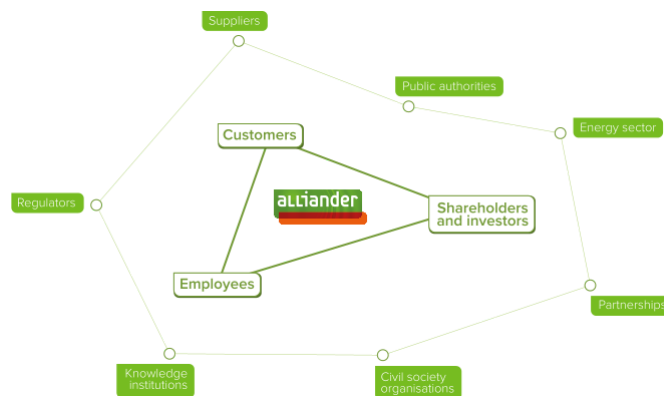 Suppliers
Public authorities
Energy sector
Customers
alliander
Regulators
Shareholders
and investors
Employees
Partnerships
Knowledge
institutions
Civil society
organisations